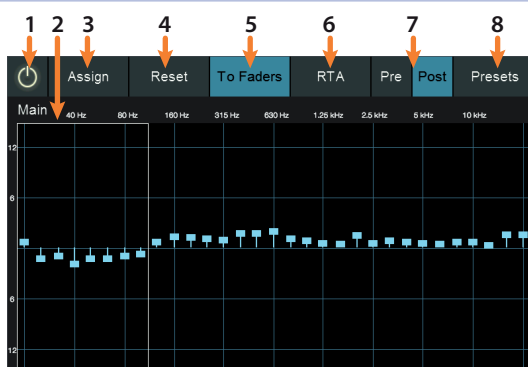 1 2 3 4 5 6 7 8
Assign Reset To Faders RTA Pre Post Presets
Main
40 Hz 80 Hz 160 Hz 315 Hz 630 Hz 1.25 kHz 2.5 kHz 5 kHz 10 kHz
12
6
6
12